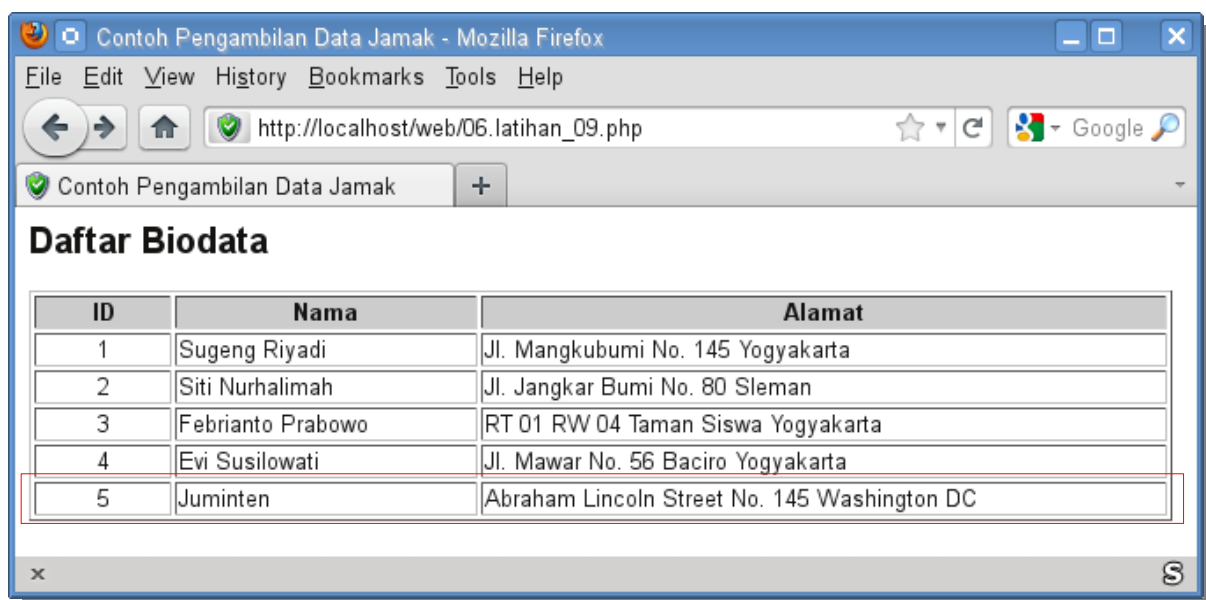 Contoh Pengambilan Data Jamak - Mozilla Firefox
File Edit View History Bookmarks Tools Help
http://localhost/web/06.latihan_09.php Google
Contoh Pengambilan Data Jamak
Daftar Biodata
ID Nama Alamat
1 Sugeng Riyadi Jl. Mangkubumi No. 145 Yogyakarta
2 Siti Nurhalimah Jl. Jangkar Bumi No. 80 Sleman
3 Febrianto Prabowo RT 01 RW 04 Taman Siswa Yogyakarta
4 Evi Susilowati Jl. Mawar No. 56 Baciro Yogyakarta
5 Juminten Abraham Lincoln Street No. 145 Washington DC